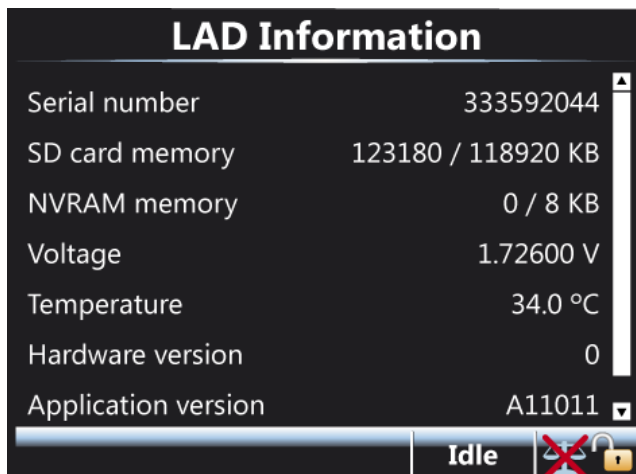 LAD Information
Serial number 333592044
SD card memory 123180 / 118920 KB
NVRAM memory 0 / 8 KB
Voltage 1.72600 V
Temperature 34.0 °C
Hardware version 0
Application version A11011
Idle